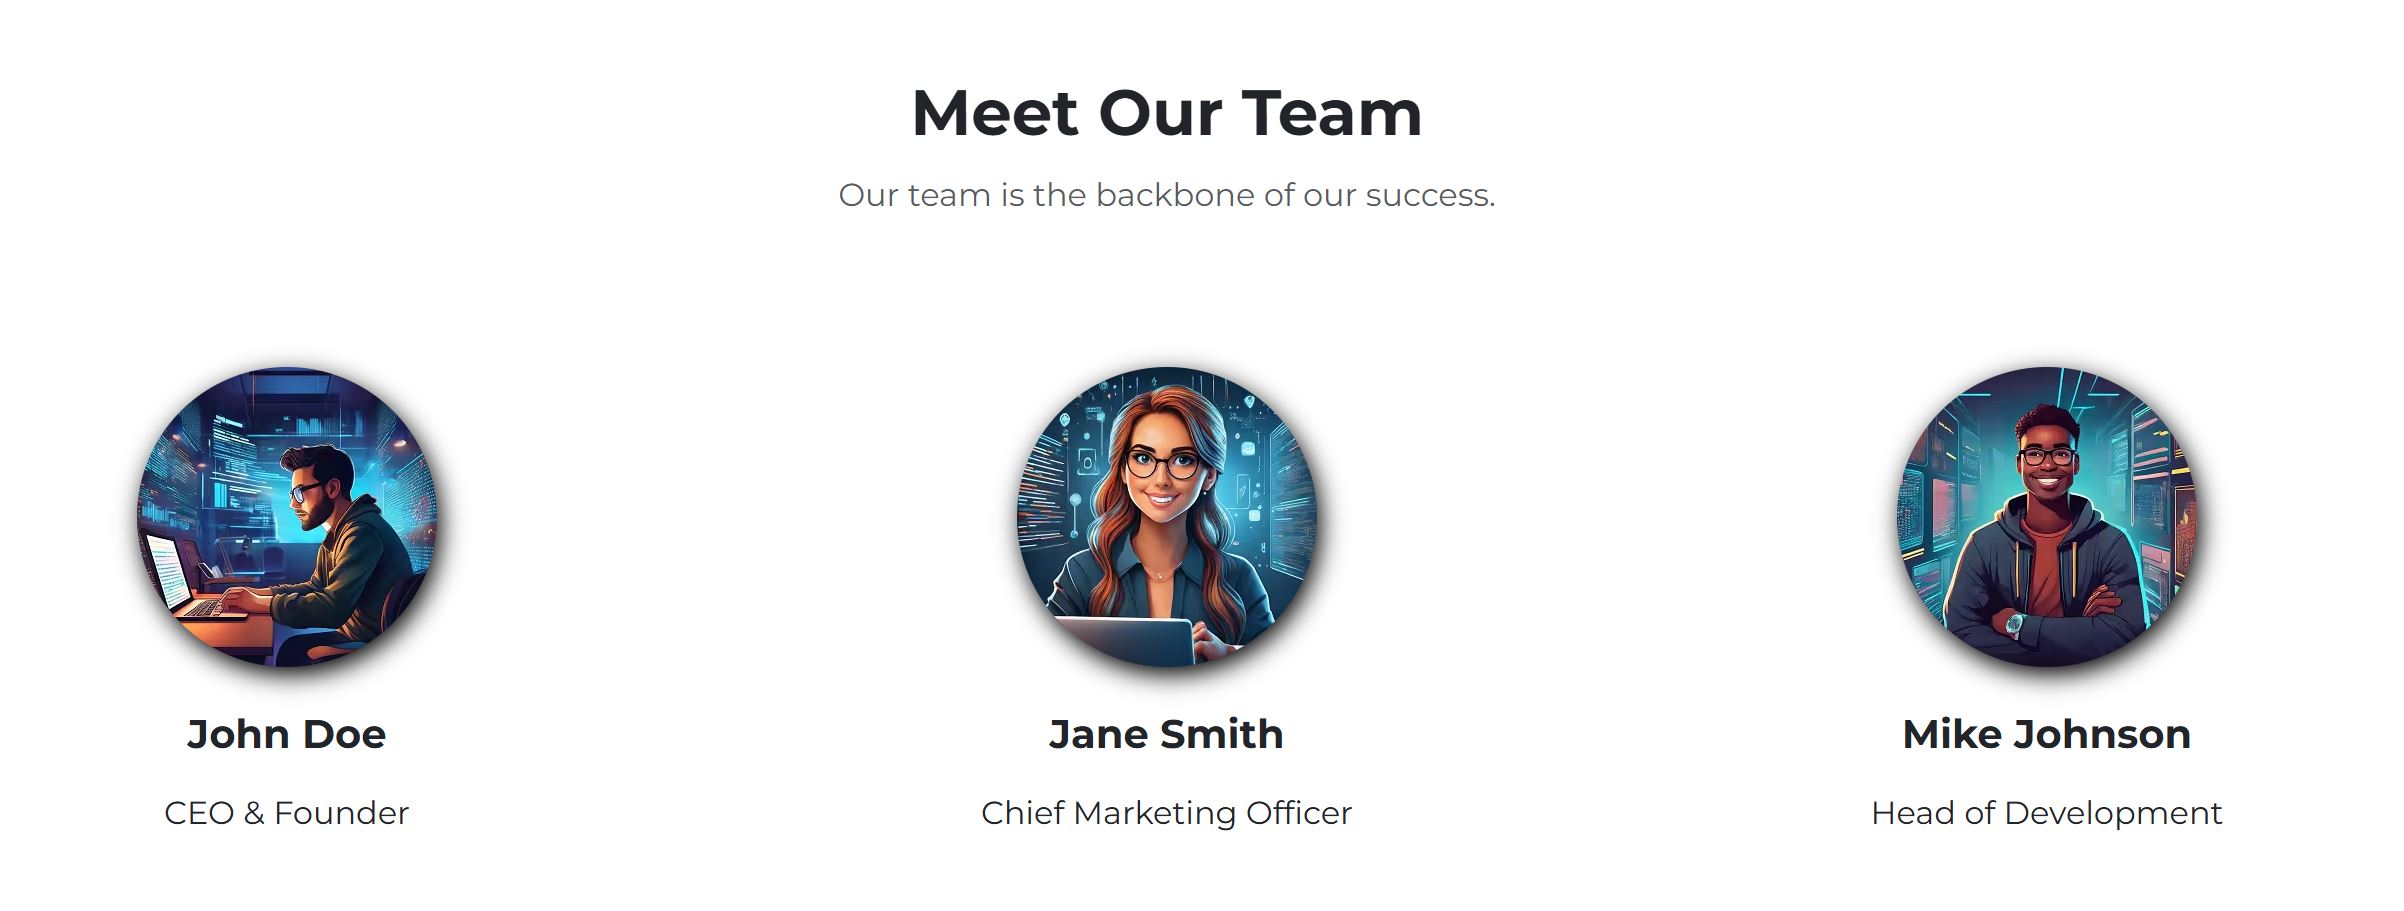 Meet Our Team
Our team is the backbone of our success.
John Doe
CEO & Founder
Jane Smith
Chief Marketing Officer
Mike Johnson
Head of Development